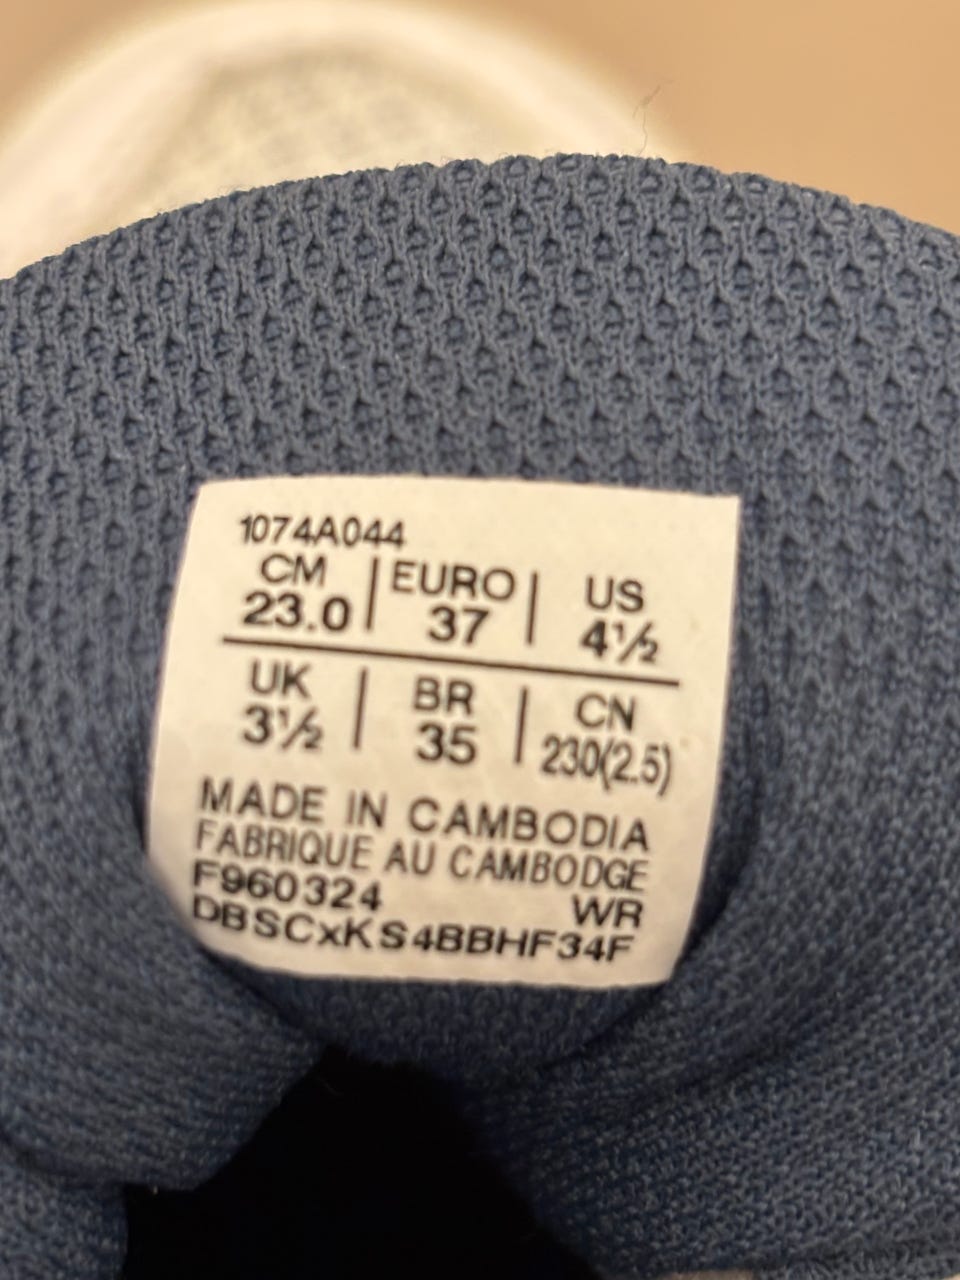 1074A044
CM | EURO | US
23.0 | 37 | 4½
UK | BR | CN
3½ | 35 | 230(2.5)
MADE IN CAMBODIA
FABRIQUE AU CAMBODGE
F960324 WR
DBSCxKS4BBHF34F